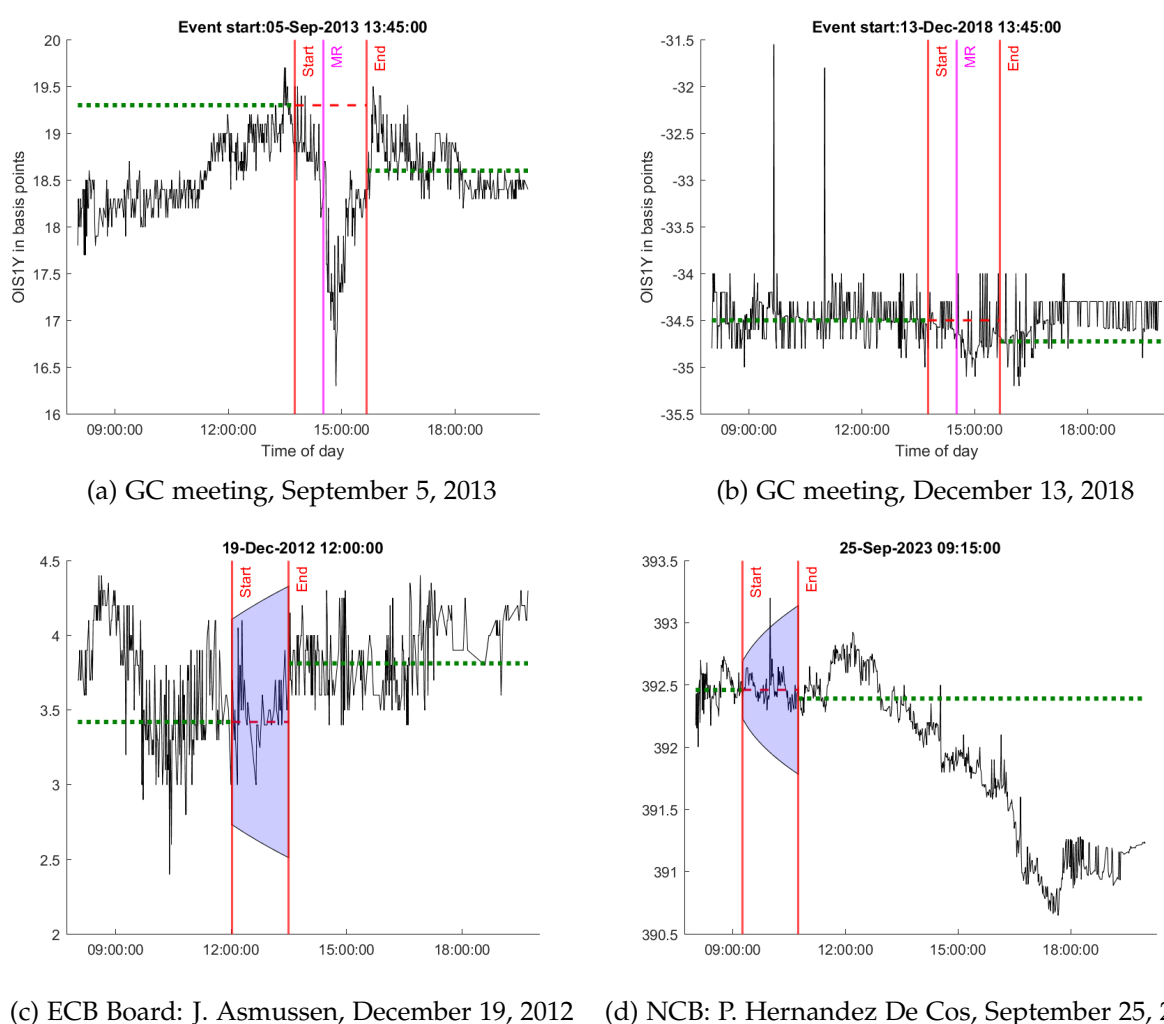 Event start:05-Sep-2013 13:45:00
20
19.5
19
18.5
18
17.5
17
16.5
16
OIS1Y in basis points
Start
MR
End
09:00:00 12:00:00 15:00:00 18:00:00
Time of day
(a) GC meeting, September 5, 2013
Event start:13-Dec-2018 13:45:00
-31.5
-32
-32.5
-33
-33.5
-34
-34.5
-35
-35.5
OIS1Y in basis points
Start
MR
End
09:00:00 12:00:00 15:00:00 18:00:00
Time of day
(b) GC meeting, December 13, 2018
19-Dec-2012 12:00:00
4.5
4
3.5
3
2.5
2
Start
End
09:00:00 12:00:00 15:00:00 18:00:00
(c) ECB Board: J. Asmussen, December 19, 2012
25-Sep-2023 09:15:00
393.5
393
392.5
392
391.5
391
390.5
Start
End
09:00:00 12:00:00 15:00:00 18:00:00
(d) NCB: P. Hernandez De Cos, September 25, 2